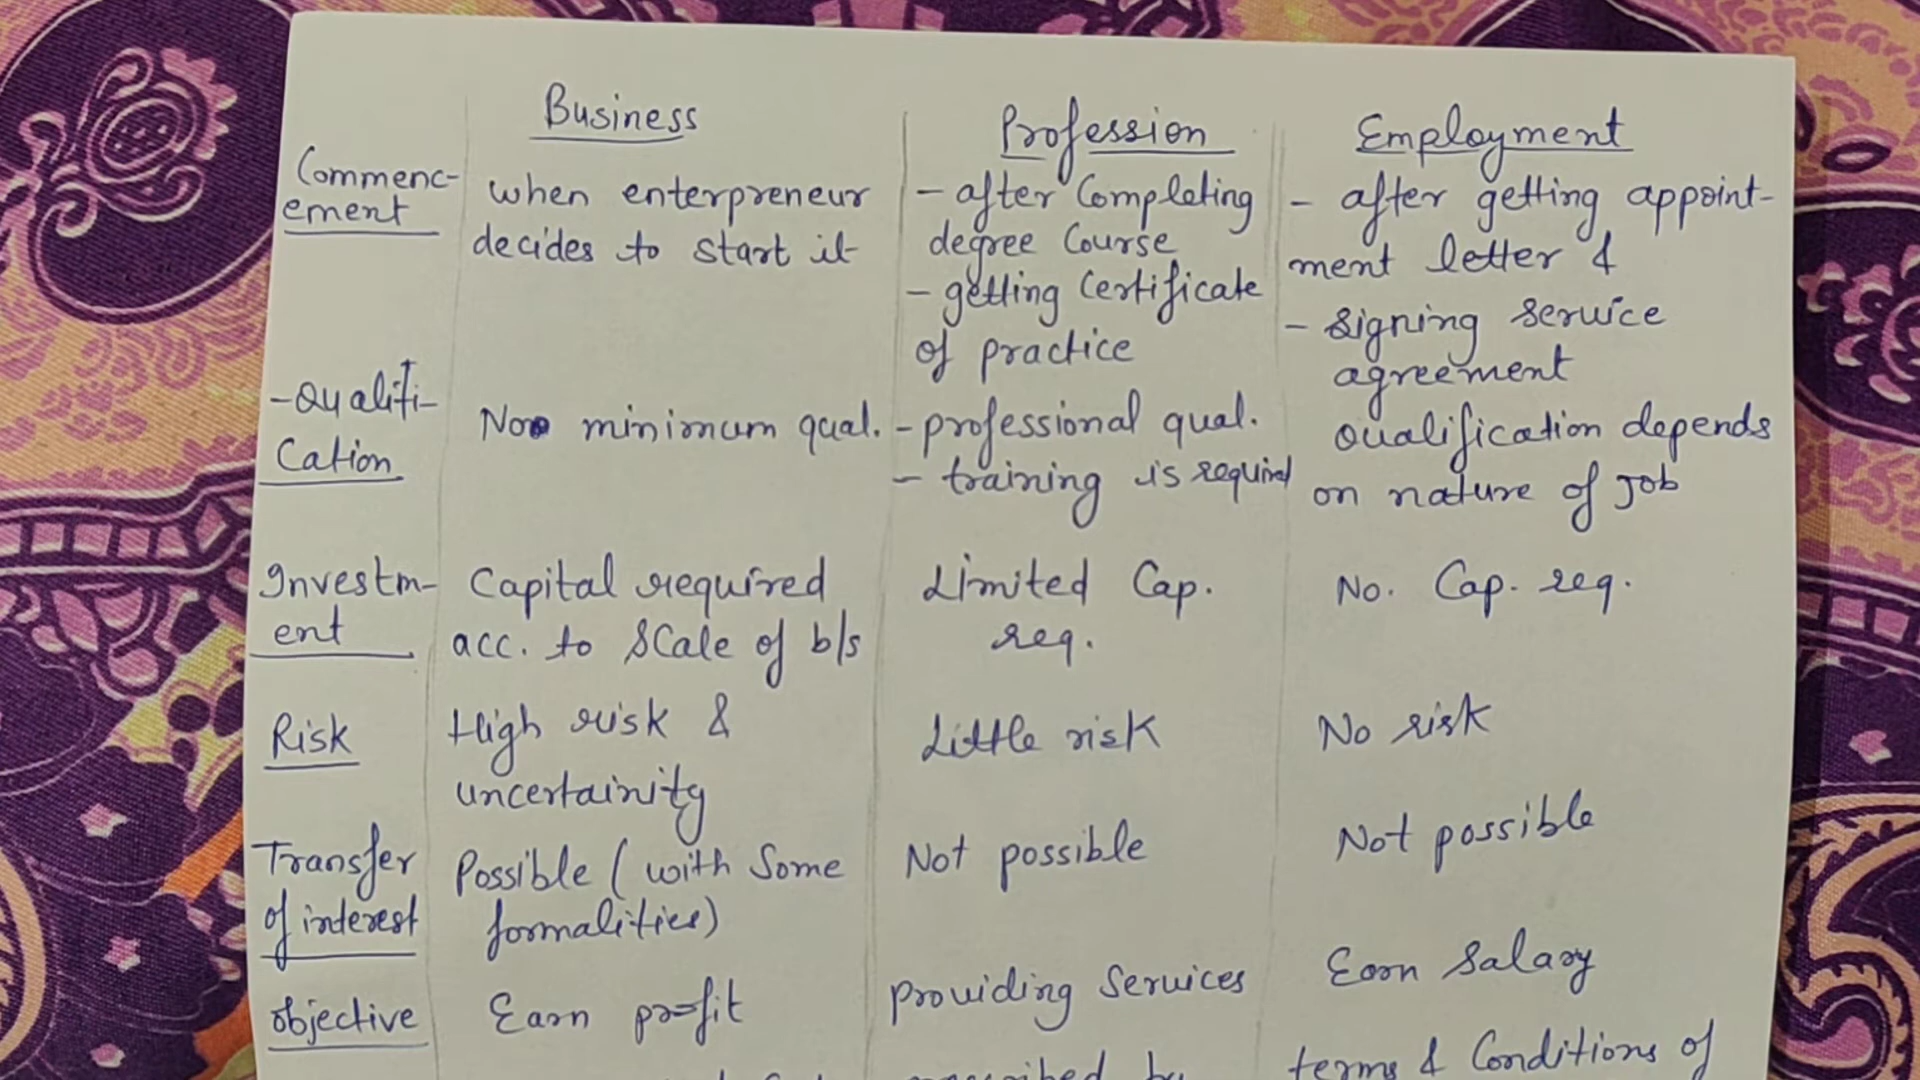 Business
Profession
Employment
Commenc-
ement
when enterpreneur
decides to start it
- after Completing
degree Course
- getting Certificate
of practice
- after getting appoint-
ment letter &
- signing service
agreement
- Qualifi-
Cation
No minimum qual.
- professional qual.
- training is required
Qualification depends
on nature of Job
Investm-
ent
Capital required
acc. to Scale of b/s
Limited Cap.
req.
No. Cap. req.
Risk
High risk &
uncertainity
Little risk
No risk
Transfer
of interest
Possible (with Some
formalities)
Not possible
Not possible
objective
Earn profit
providing Services
Earn Salary
by
terms & Conditions of